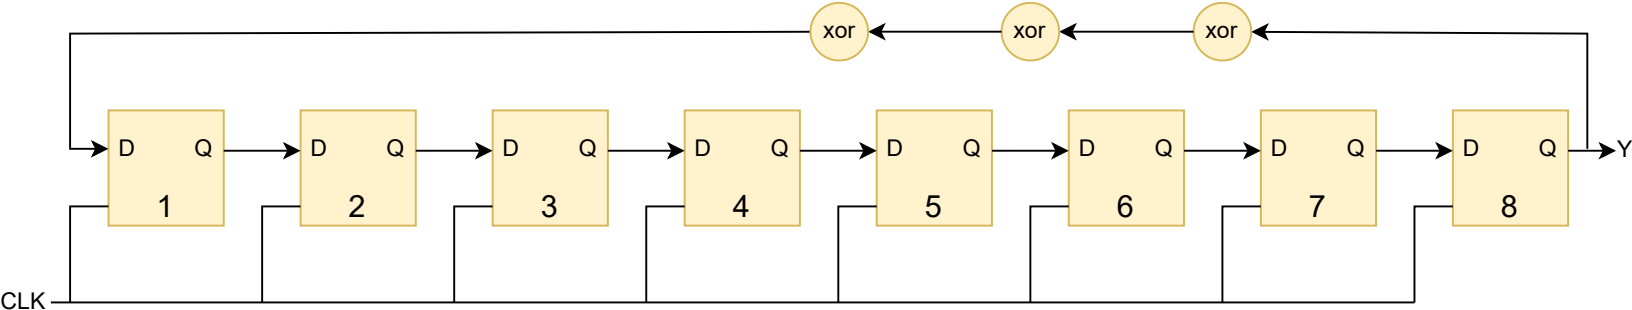 xor xor xor
D Q D Q D Q D Q D Q D Q D Q D Q Y
1 2 3 4 5 6 7 8
CLK